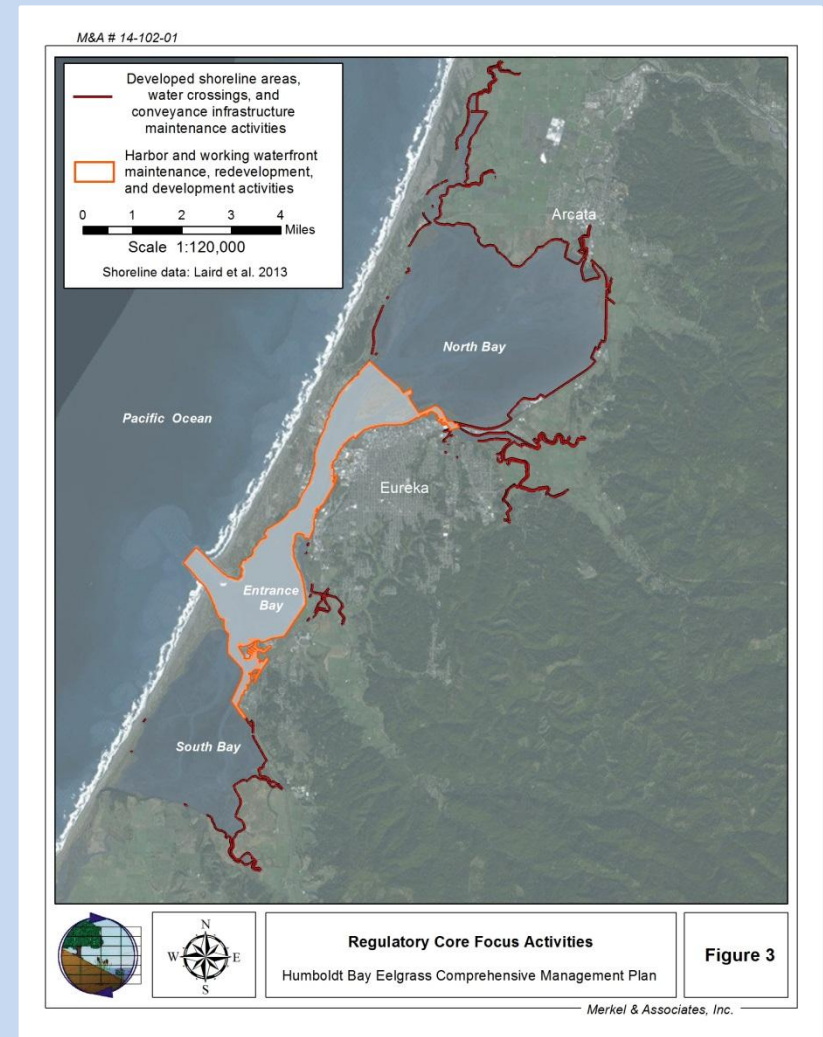 M&A # 14-102-01
Developed shoreline areas,
water crossings, and
conveyance infrastructure
maintenance activities
Harbor and working waterfront
maintenance, redevelopment,
and development activities
0 1 2 3 4
Miles
Scale 1:120,000
Shoreline data: Laird et al. 2013
Arcata
North Bay
Pacific Ocean
Eureka
Entrance
Bay
South Bay
N
W E
S
Regulatory Core Focus Activities
Humboldt Bay Eelgrass Comprehensive Management Plan
Figure 3
Merkel & Associates, Inc.